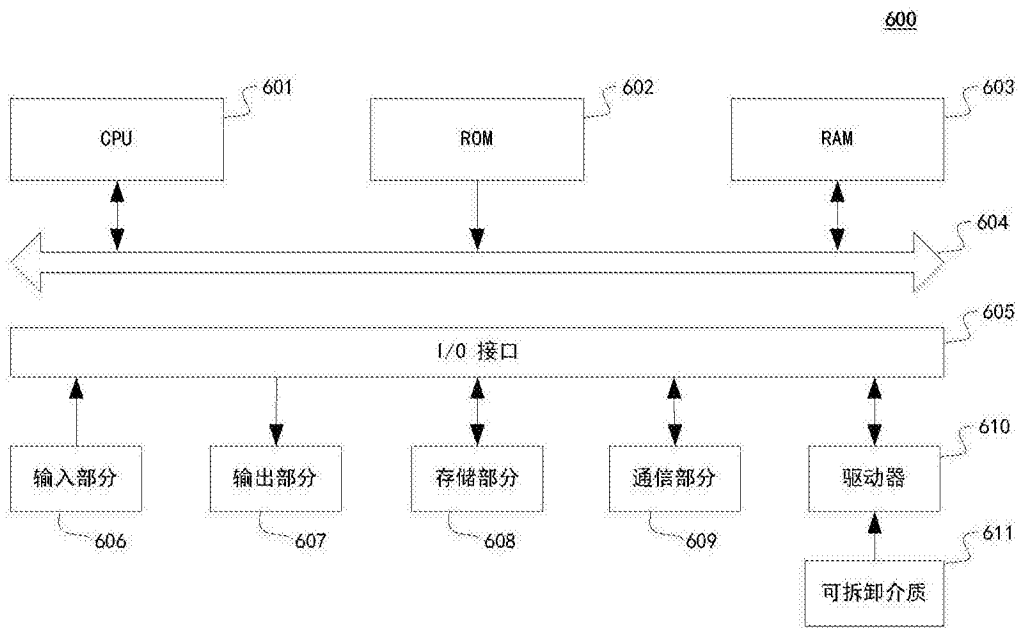 600
601
602
603
CPU
ROM
RAM
604
605
I/O 接口
610
输入部分
输出部分
存储部分
通信部分
驱动器
606
607
608
609
611
可拆卸介质